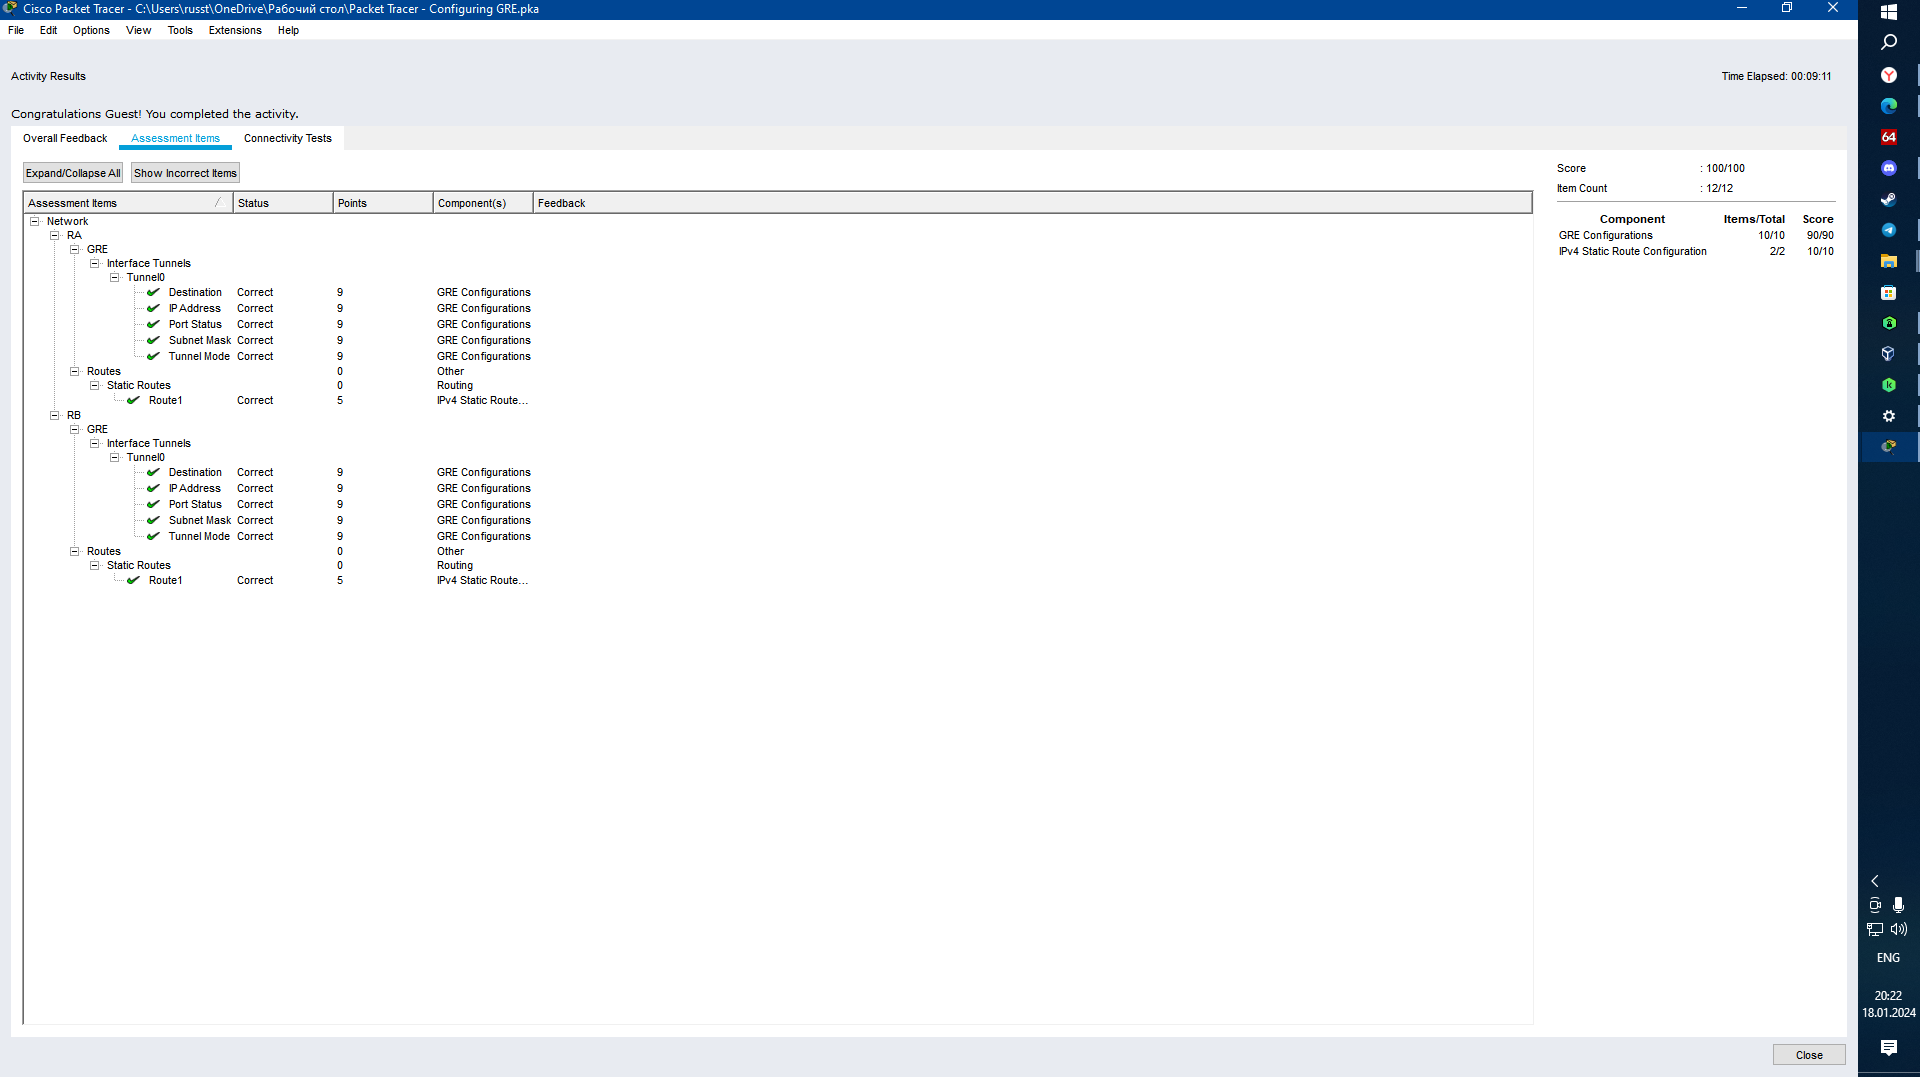 Cisco Packet Tracer - C:\Users\russt\OneDrive\Рабочий стол\Packet Tracer - Configuring GRE.pka
File Edit Options View Tools Extensions Help
Activity Results
Time Elapsed: 00:09:11
Congratulations Guest! You completed the activity.
Overall Feedback Assessment Items Connectivity Tests
Expand/Collapse All Show Incorrect Items
Assessment Items Status Points Component(s) Feedback
Network
RA
GRE
Interface Tunnels
Tunnel0
Destination Correct 9 GRE Configurations
IP Address Correct 9 GRE Configurations
Port Status Correct 9 GRE Configurations
Subnet Mask Correct 9 GRE Configurations
Tunnel Mode Correct 9 GRE Configurations
Routes 0 Other
Static Routes 0 Routing
Route1 Correct 5 IPv4 Static Route...
RB
GRE
Interface Tunnels
Tunnel0
Destination Correct 9 GRE Configurations
IP Address Correct 9 GRE Configurations
Port Status Correct 9 GRE Configurations
Subnet Mask Correct 9 GRE Configurations
Tunnel Mode Correct 9 GRE Configurations
Routes 0 Other
Static Routes 0 Routing
Route1 Correct 5 IPv4 Static Route...
Score : 100/100
Item Count : 12/12
Component Items/Total Score
GRE Configurations 10/10 90/90
IPv4 Static Route Configuration 2/2 10/10
Close
64
ENG
20:22
18.01.2024